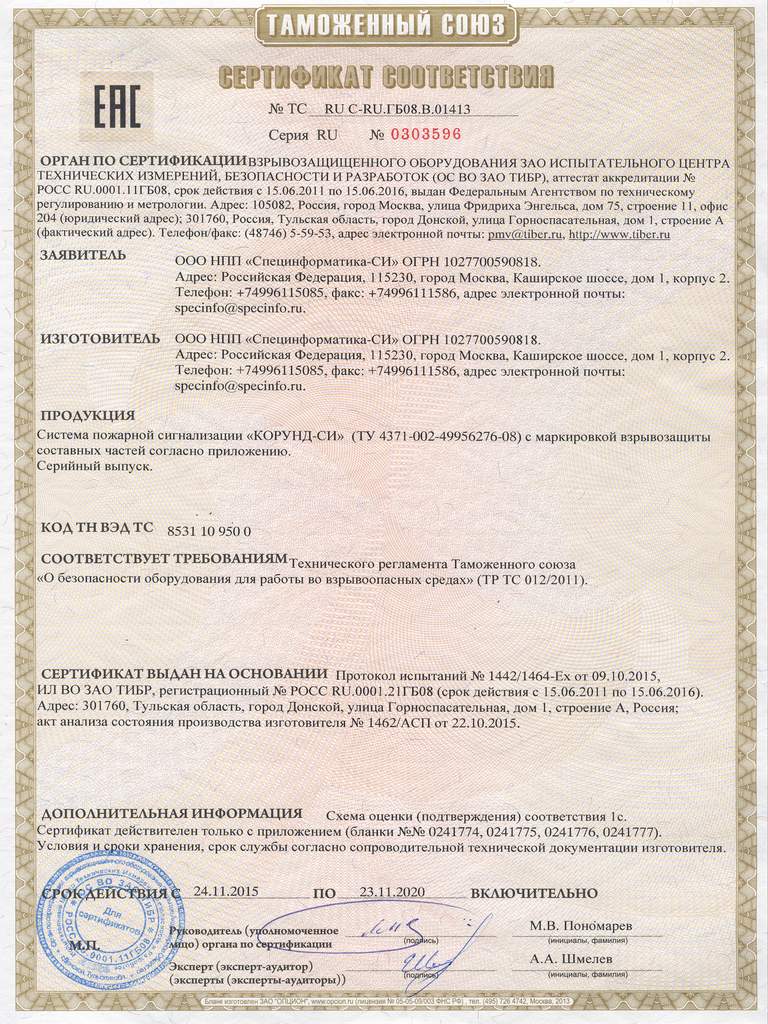 ТАМОЖЕННЫЙ СОЮЗ
СЕРТИФИКАТ СООТВЕТСТВИЯ
ЕАС
№ ТС RU C-RU.ГБ08.В.01413
Серия RU № 0303596
ОРГАН ПО СЕРТИФИКАЦИИ ВЗРЫВОЗАЩИЩЕННОГО ОБОРУДОВАНИЯ ЗАО ИСПЫТАТЕЛЬНОГО ЦЕНТРА
ТЕХНИЧЕСКИХ ИЗМЕРЕНИЙ, БЕЗОПАСНОСТИ И РАЗРАБОТОК (ОС ВО ЗАО ТИБР), аттестат аккредитации №
РОСС RU.0001.11ГБ08, срок действия с 15.06.2011 по 15.06.2016, выдан Федеральным Агентством по техническому
регулированию и метрологии. Адрес: 105082, Россия, город Москва, улица Фридриха Энгельса, дом 75, строение 11, офис
204 (юридический адрес); 301760, Россия, Тульская область, город Донской, улица Горноспасательная, дом 1, строение А
(фактический адрес). Телефон/факс: (48746) 5-59-53, адрес электронной почты: pmv@tiber.ru, http://www.tiber.ru
ЗАЯВИТЕЛЬ
ООО НПП «Специнформатика-СИ» ОГРН 1027700590818.
Адрес: Российская Федерация, 115230, город Москва, Каширское шоссе, дом 1, корпус 2.
Телефон: +74996115085, факс: +74996111586, адрес электронной почты:
specinfo@specinfo.ru.
ИЗГОТОВИТЕЛЬ ООО НПП «Специнформатика-СИ» ОГРН 1027700590818.
Адрес: Российская Федерация, 115230, город Москва, Каширское шоссе, дом 1, корпус 2.
Телефон: +74996115085, факс: +74996111586, адрес электронной почты:
specinfo@specinfo.ru.
ПРОДУКЦИЯ
Система пожарной сигнализации «КОРУНД-СИ» (ТУ 4371-002-49956276-08) с маркировкой взрывозащиты
составных частей согласно приложению.
Серийный выпуск.
КОД ТН ВЭД ТС 8531 10 950 0
СООТВЕТСТВУЕТ ТРЕБОВАНИЯМ Технического регламента Таможенного союза
«О безопасности оборудования для работы во взрывоопасных средах» (ТР ТС 012/2011).
СЕРТИФИКАТ ВЫДАН НА ОСНОВАНИИ Протокол испытаний № 1442/1464-Ех от 09.10.2015,
ИЛ ВО ЗАО ТИБР, регистрационный № РОСС RU.0001.21ГБ08 (срок действия с 15.06.2011 по 15.06.2016).
Адрес: 301760, Тульская область, город Донской, улица Горноспасательная, дом 1, строение А, Россия;
акт анализа состояния производства изготовителя № 1462/АСП от 22.10.2015.
ДОПОЛНИТЕЛЬНАЯ ИНФОРМАЦИЯ Схема оценки (подтверждения) соответствия 1с.
Сертификат действителен только с приложением (бланки №№ 0241774, 0241775, 0241776, 0241777).
Условия и сроки хранения, срок службы согласно сопроводительной технической документации изготовителя.
СРОК ДЕЙСТВИЯ С 24.11.2015 ПО 23.11.2020 ВКЛЮЧИТЕЛЬНО
ОС ВО ЗАО ТИБР
Для сертификатов
М.П.
Руководитель (уполномоченное
лицо) органа по сертификации
(подпись)
М.В. Пономарев
(инициалы, фамилия)
Эксперт (эксперт-аудитор)
(эксперты (эксперты-аудиторы))
(подпись)
А.А. Шмелев
(инициалы, фамилия)
Бланк изготовлен ЗАО "ОПЦИОН", www.opcion.ru (лицензия № 05-05-09/003 ФНС РФ), тел. (495) 726 4742, Москва, 2013